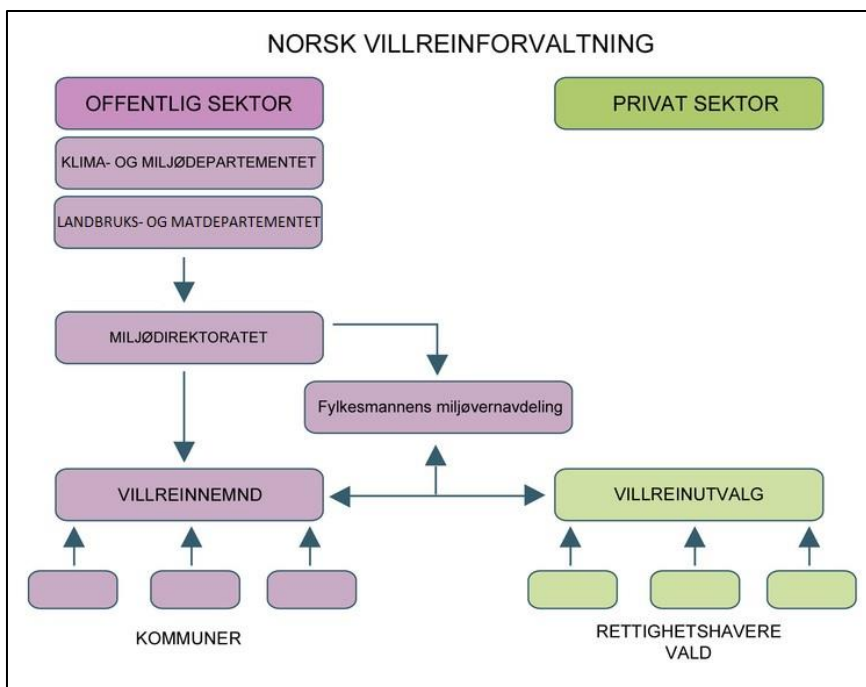 NORSK VILLREINFORVALTNING
OFFENTLIG SEKTOR
PRIVAT SEKTOR
KLIMA- OG MILJØDEPARTEMENTET
LANDBRUKS- OG MATDEPARTEMENTET
MILJØDIREKTORATET
Fylkesmannens miljøvernavdeling
VILLREINNEMND
VILLREINUTVALG
KOMMUNER
RETTIGHETSHAVERE
VALD